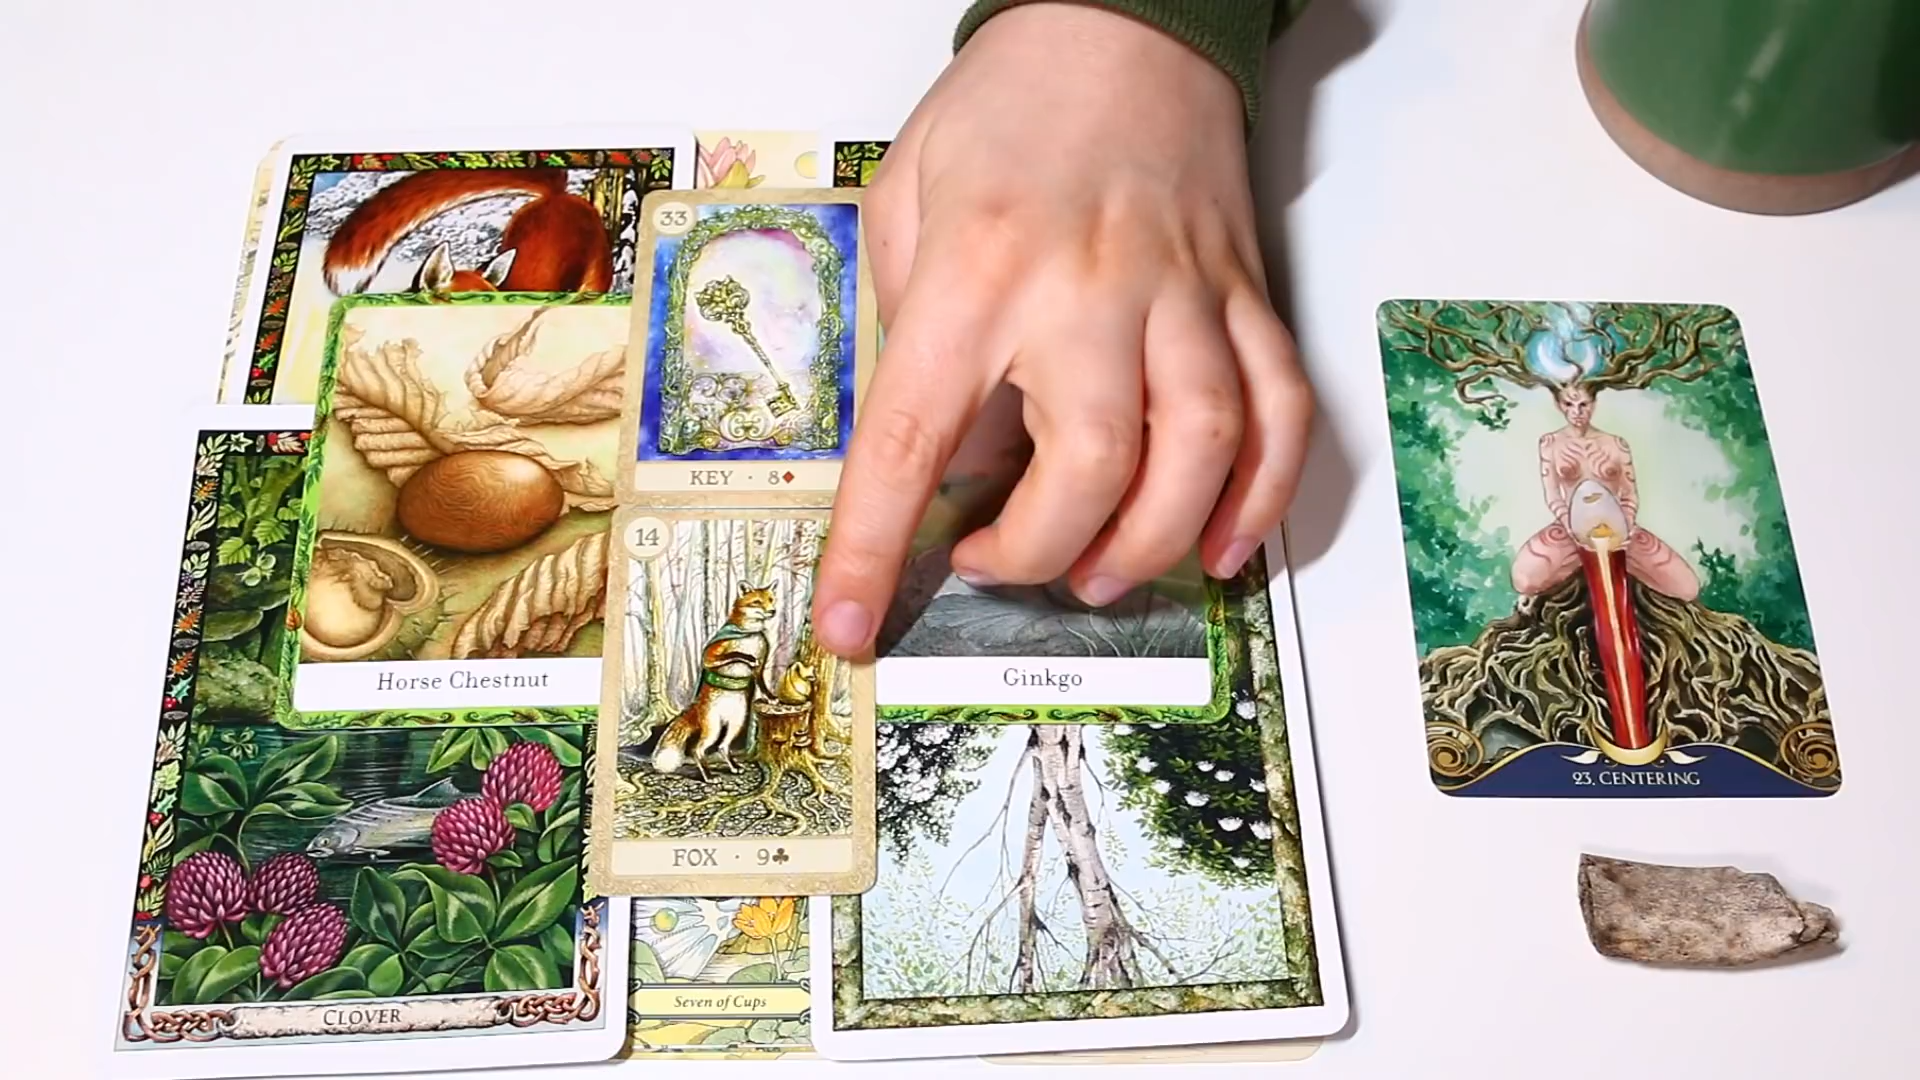 33
KEY · 8♦
14
Horse Chestnut
Ginkgo
FOX · 9♣
23. CENTERING
Seven of Cups
CLOVER